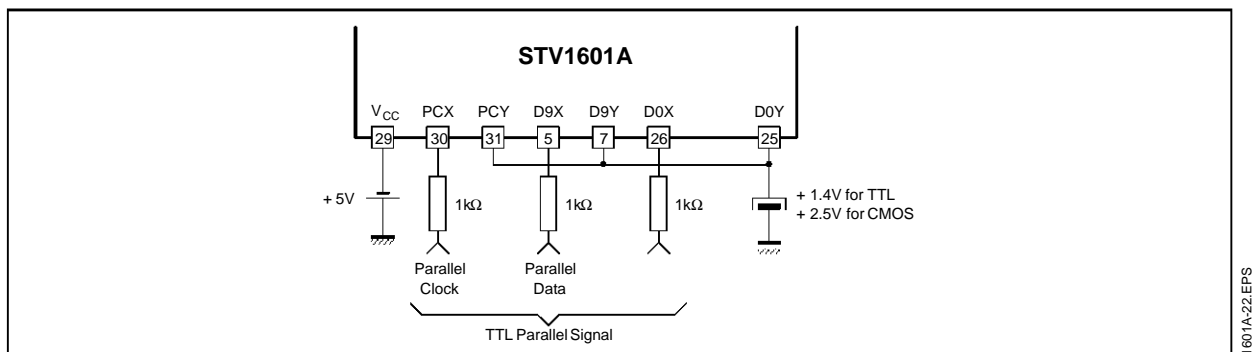 STV1601A
V_CC PCX PCY D9X D9Y D0X D0Y
29 30 31 5 7 26 25
+ 5V 1kΩ 1kΩ 1kΩ + 1.4V for TTL
+ 2.5V for CMOS
Parallel Parallel
Clock Data
TTL Parallel Signal
1601A-22.EPS